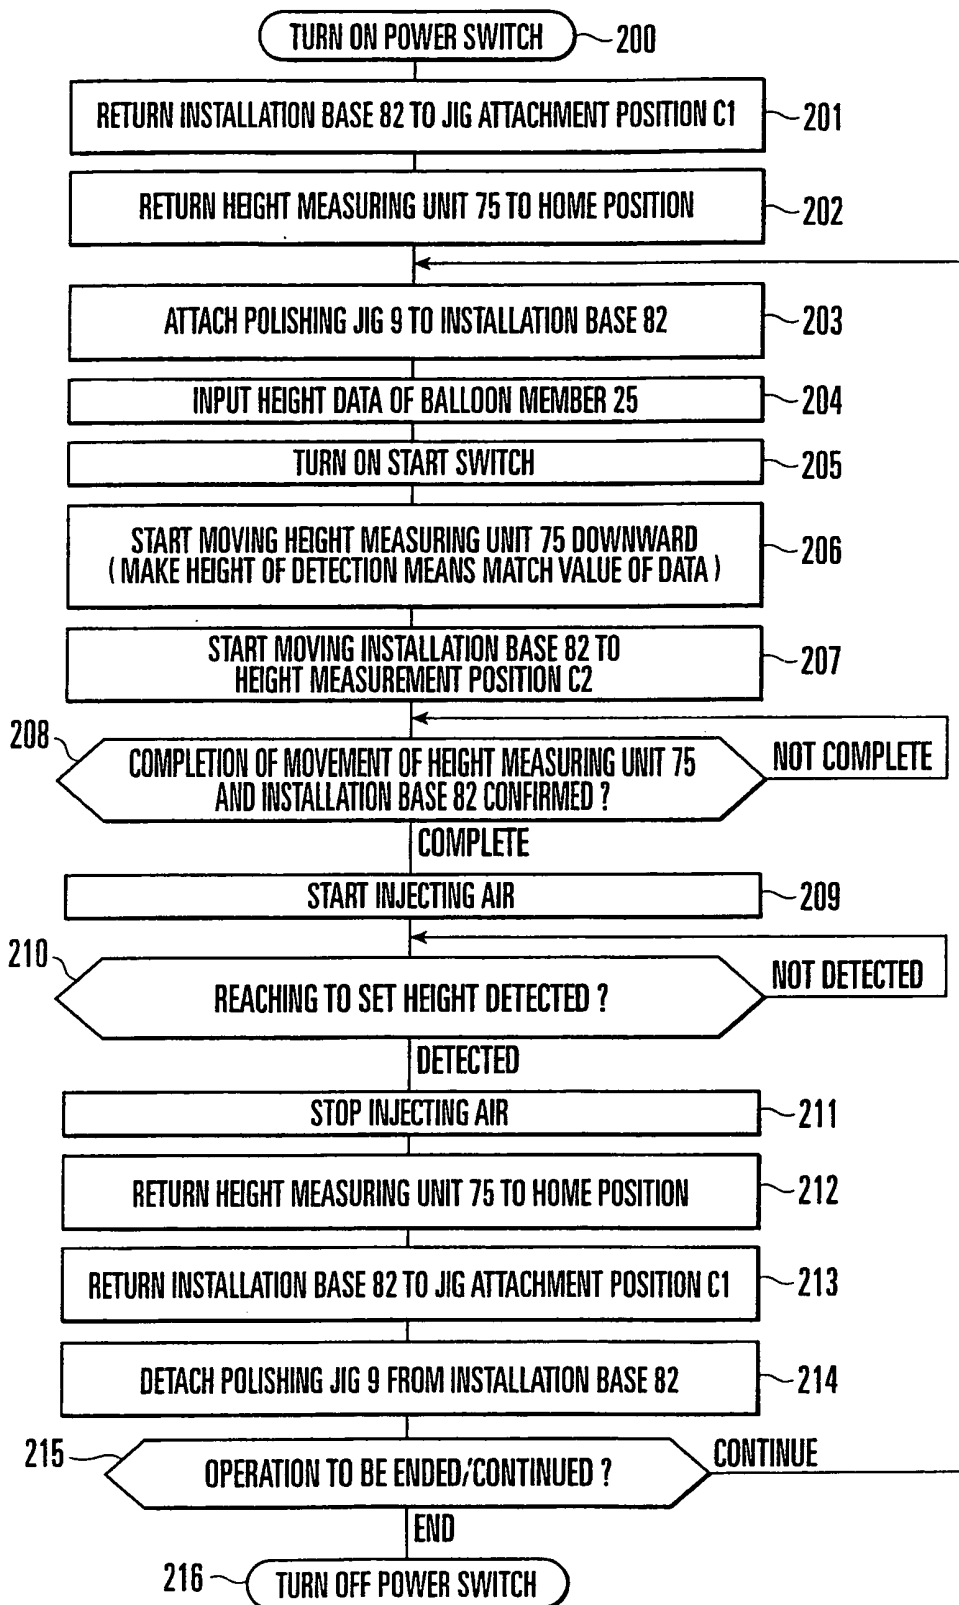 TURN ON POWER SWITCH 200
RETURN INSTALLATION BASE 82 TO JIG ATTACHMENT POSITION C1 201
RETURN HEIGHT MEASURING UNIT 75 TO HOME POSITION 202
ATTACH POLISHING JIG 9 TO INSTALLATION BASE 82 203
INPUT HEIGHT DATA OF BALLOON MEMBER 25 204
TURN ON START SWITCH 205
START MOVING HEIGHT MEASURING UNIT 75 DOWNWARD
( MAKE HEIGHT OF DETECTION MEANS MATCH VALUE OF DATA ) 206
START MOVING INSTALLATION BASE 82 TO
HEIGHT MEASUREMENT POSITION C2 207
208
COMPLETION OF MOVEMENT OF HEIGHT MEASURING UNIT 75
AND INSTALLATION BASE 82 CONFIRMED ?
NOT COMPLETE
COMPLETE
START INJECTING AIR 209
210
REACHING TO SET HEIGHT DETECTED ?
NOT DETECTED
DETECTED
STOP INJECTING AIR 211
RETURN HEIGHT MEASURING UNIT 75 TO HOME POSITION 212
RETURN INSTALLATION BASE 82 TO JIG ATTACHMENT POSITION C1 213
DETACH POLISHING JIG 9 FROM INSTALLATION BASE 82 214
215
OPERATION TO BE ENDED/CONTINUED ?
CONTINUE
END
216 TURN OFF POWER SWITCH